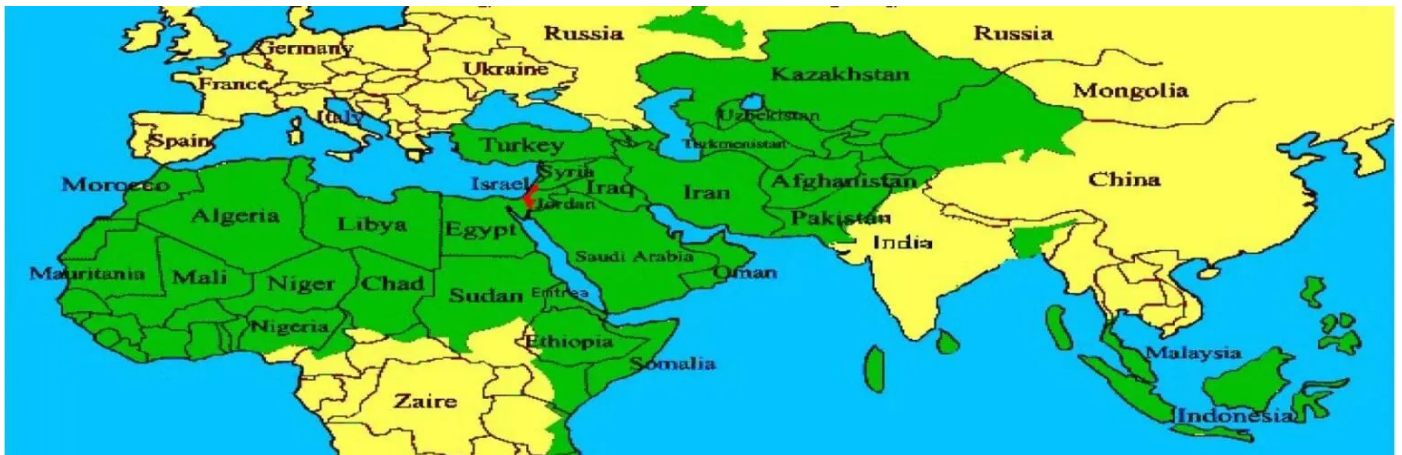 Germany
Russia
Russia
Ukraine
Kazakhstan
France
Mongolia
Italy
Uzbekistan
Spain
Turkey
Turkmenistan
Syria
Morocco
Israel
Iraq
Iran
Afghanistan
China
Algeria
Jordan
Libya
Egypt
Pakistan
India
Saudi Arabia
Mauritania
Mali
Niger
Chad
Oman
Sudan
Eritrea
Nigeria
Ethiopia
Somalia
Malaysia
Zaire
Indonesia